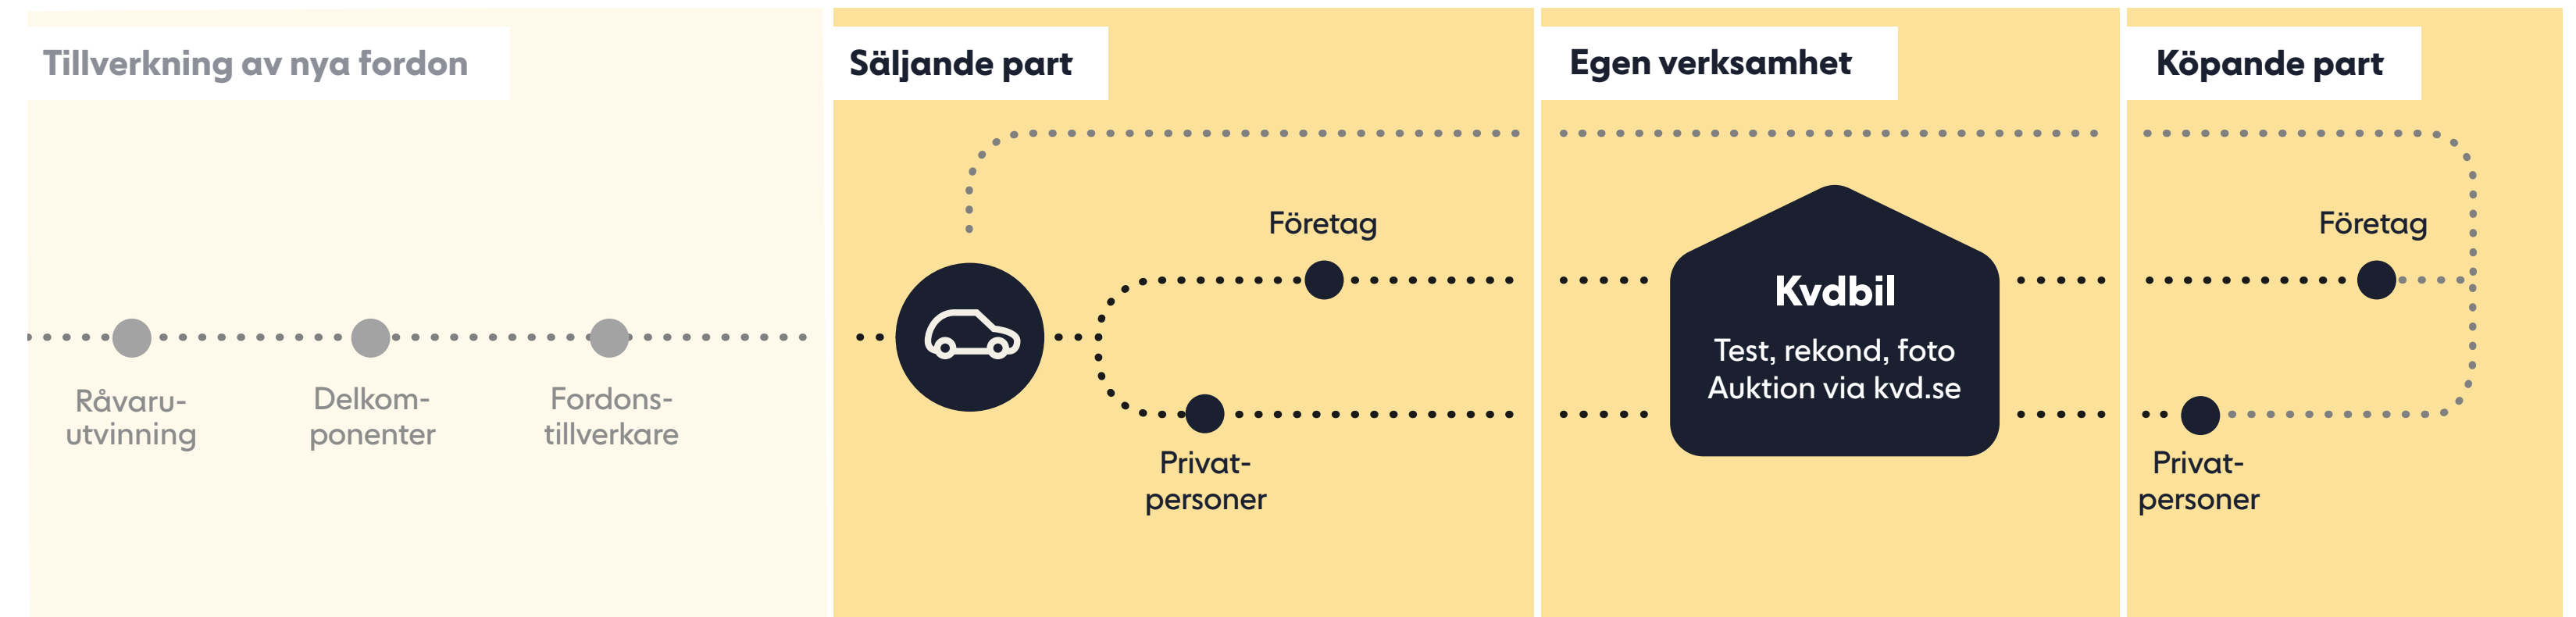 Tillverkning av nya fordon
Råvaru-
utvinning
Delkom-
ponenter
Fordons-
tillverkare
Säljande part
Företag
Privat-
personer
Egen verksamhet
Kvdbil
Test, rekond, foto
Auktion via kvd.se
Köpande part
Företag
Privat-
personer